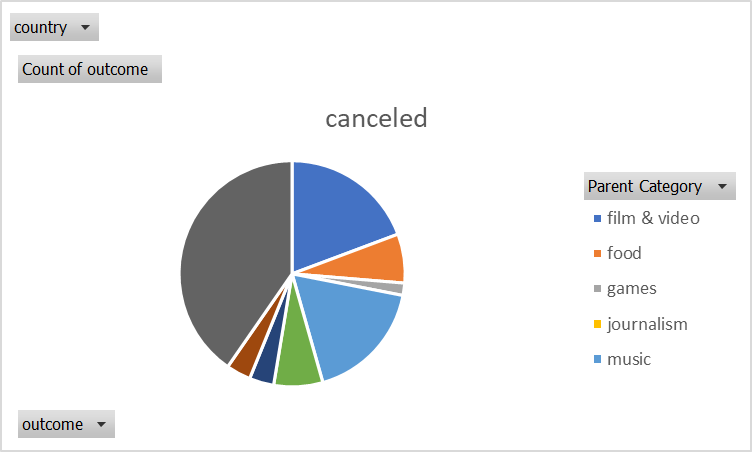 country
Count of outcome
canceled
Parent Category
film & video
food
games
journalism
music
outcome